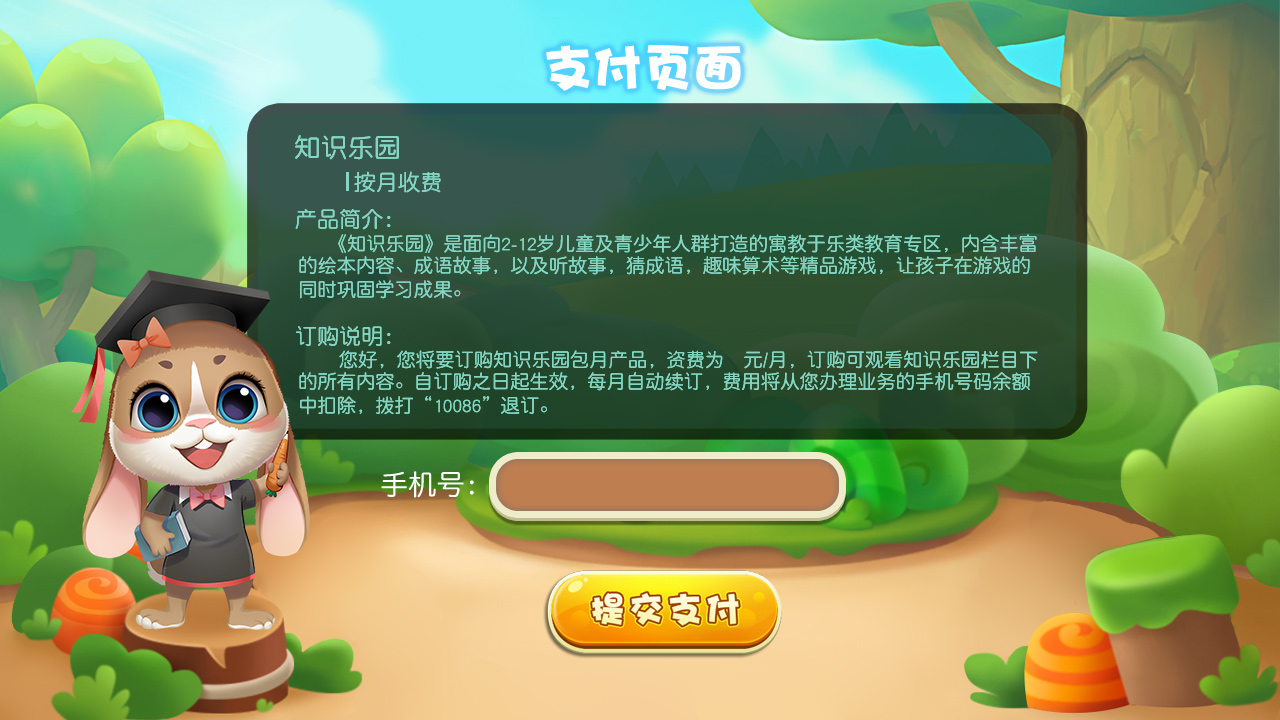 支付页面
知识乐园
按月收费
产品简介：
《知识乐园》是面向2-12岁儿童及青少年人群打造的寓教于乐类教育专区，内含丰富
的绘本内容、成语故事，以及听故事，猜成语，趣味算术等精品游戏，让孩子在游戏的
同时巩固学习成果。
订购说明：
您好，您将要订购知识乐园包月产品，资费为 元/月，订购可观看知识乐园栏目下
的所有内容。自订购之日起生效，每月自动续订，费用将从您办理业务的手机号码余额
中扣除，拨打“10086”退订。
手机号：
提交支付